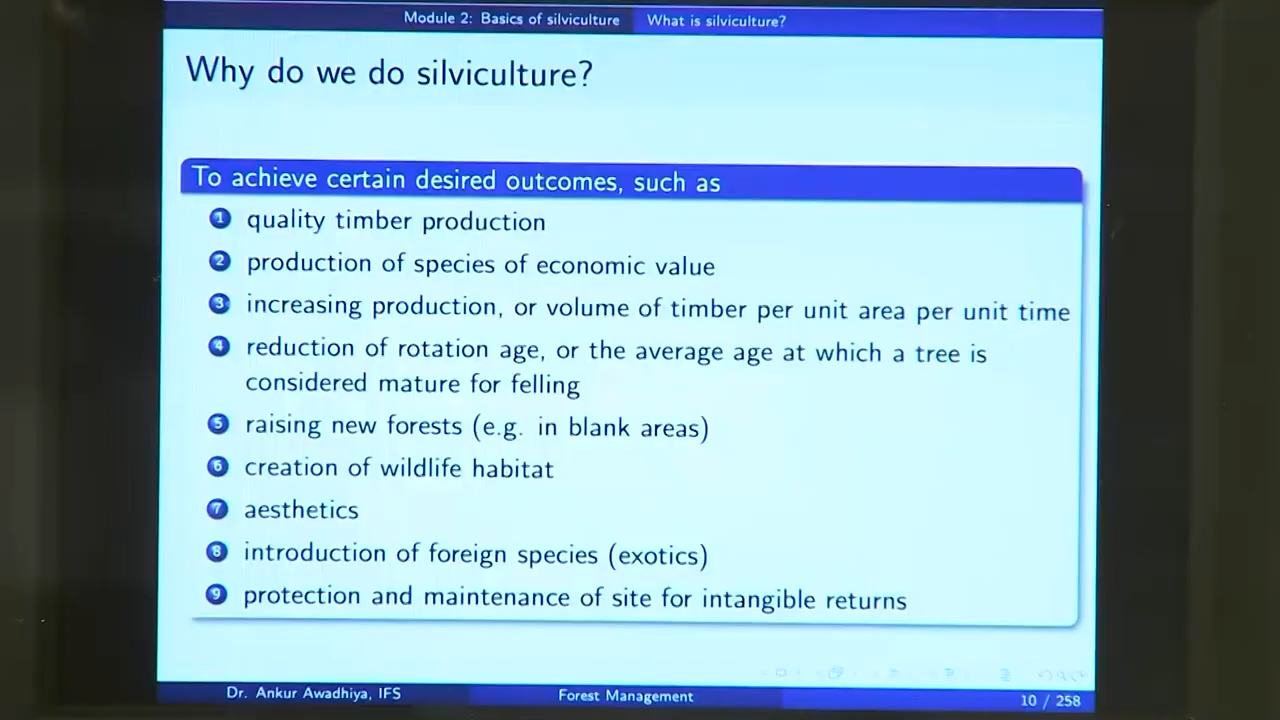 Module 2: Basics of silviculture What is silviculture?
Why do we do silviculture?
To achieve certain desired outcomes, such as
1 quality timber production
2 production of species of economic value
3 increasing production, or volume of timber per unit area per unit time
4 reduction of rotation age, or the average age at which a tree is
considered mature for felling
5 raising new forests (e.g. in blank areas)
6 creation of wildlife habitat
7 aesthetics
8 introduction of foreign species (exotics)
9 protection and maintenance of site for intangible returns
Dr. Ankur Awadhiya, IFS Forest Management 10 / 258